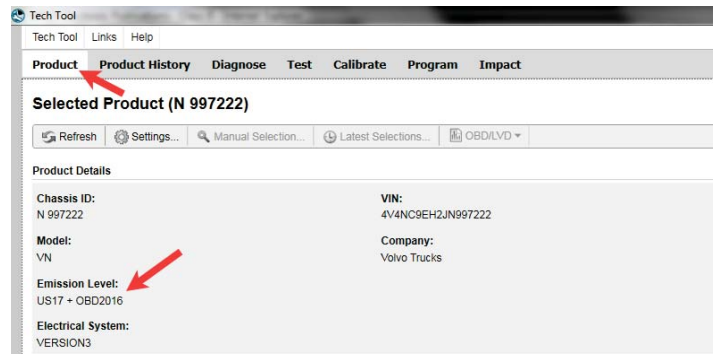 Tech Tool
Tech Tool Links Help
Product Product History Diagnose Test Calibrate Program Impact
Selected Product (N 997222)
Refresh Settings... Manual Selection... Latest Selections... OBD/LVD
Product Details
Chassis ID: VIN:
N 997222 4V4NC9EH2JN997222
Model: Company:
VN Volvo Trucks
Emission Level:
US17 + OBD2016
Electrical System:
VERSION3